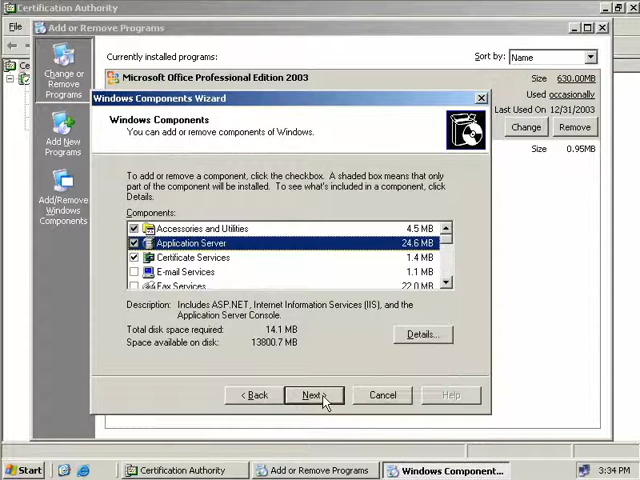 Certification Authority
File
Add or Remove Programs
Change or
Remove
Programs
Add New
Programs
Add/Remove
Windows
Components
Currently installed programs:
Sort by:
Name
Microsoft Office Professional Edition 2003
Size 630.00MB
Used occasionally
Last Used On 12/31/2003
Change
Remove
Size 0.95MB
Windows Components Wizard
Windows Components
You can add or remove components of Windows.
To add or remove a component, click the checkbox. A shaded box means that only
part of the component will be installed. To see what's included in a component, click
Details.
Components:
Accessories and Utilities 4.5 MB
Application Server 24.6 MB
Certificate Services 1.4 MB
E-mail Services 1.1 MB
Fax Services 22.0 MB
Description: Includes ASP.NET, Internet Information Services (IIS), and the
Application Server Console.
Total disk space required: 14.1 MB
Space available on disk: 13800.7 MB
Details...
< Back
Next >
Cancel
Help
Start
Certification Authority
Add or Remove Programs
Windows Component...
3:34 PM